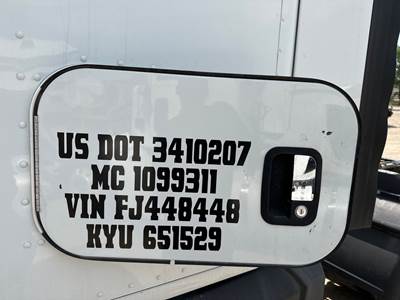 US DOT 3410207
MC 1099311
VIN FJ448448
KYU 651529